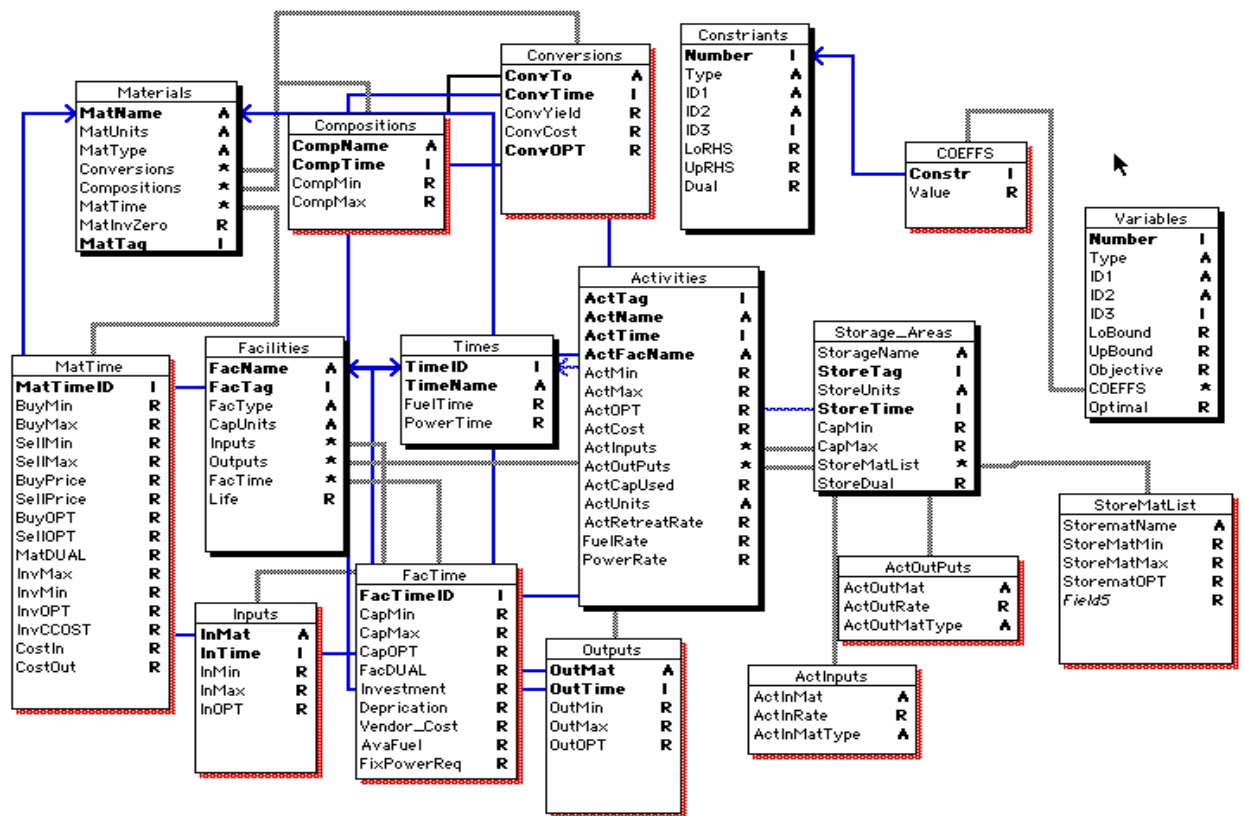 Materials
MatName A
MatUnits A
MatType A
Conversions *
Compositions *
MatTime *
MatInvZero R
MatTag I
Compositions
CompName A
CompTime I
CompMin R
CompMax R
Conversions
ConvTo A
ConvTime I
ConvYield R
ConvCost R
ConvOPT R
Constriants
Number I
Type A
ID1 A
ID2 A
ID3 I
LoRHS R
UpRHS R
Dual R
COEFFS
Constr I
Value R
Variables
Number I
Type A
ID1 A
ID2 A
ID3 I
LoBound R
UpBound R
Objective R
COEFFS *
Optimal R
MatTime
MatTimeID I
BuyMin R
BuyMax R
SellMin R
SellMax R
BuyPrice R
SellPrice R
BuyOPT R
SellOPT R
MatDUAL R
InvMax R
InvMin R
InvOPT R
InvCCOST R
CostIn R
CostOut R
Facilities
FacName A
FacTag I
FacType A
CapUnits A
Inputs *
Outputs *
FacTime *
Life R
Times
TimeID I
TimeName A
FuelTime R
PowerTime R
Activities
ActTag I
ActName A
ActTime I
ActFacName A
ActMin R
ActMax R
ActOPT R
ActCost R
ActInputs *
ActOutPuts *
ActCapUsed R
ActUnits A
ActRetreatRate R
FuelRate R
PowerRate R
Storage_Areas
StorageName A
StoreTag I
StoreUnits A
StoreTime I
CapMin R
CapMax R
StoreMatList *
StoreDual R
StoreMatList
StorematName A
StoreMatMin R
StoreMatMax R
StorematOPT R
Field5 R
Inputs
InMat A
InTime I
InMin R
InMax R
InOPT R
FacTime
FacTimeID I
CapMin R
CapMax R
CapOPT R
FacDUAL R
Investment R
Deprication R
Vendor_Cost R
AvaFuel R
FixPowerReq R
Outputs
OutMat A
OutTime I
OutMin R
OutMax R
OutOPT R
ActOutPuts
ActOutMat A
ActOutRate R
ActOutMatType A
ActInputs
ActInMat A
ActInRate R
ActInMatType A